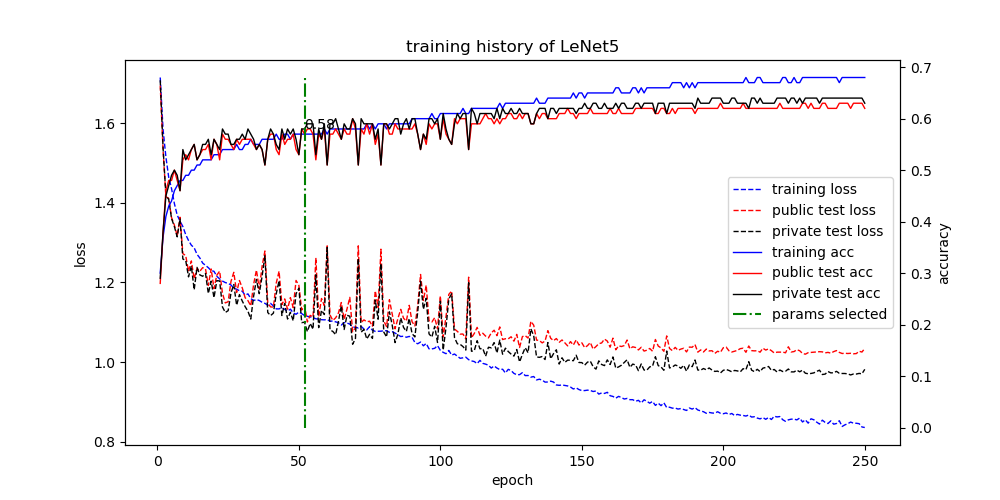 training history of LeNet5
loss
1.6
1.4
1.2
1.0
0.8
0.58
0.7
0.6
0.5
0.4
0.3
0.2
0.1
0.0
accuracy
training loss
public test loss
private test loss
training acc
public test acc
private test acc
params selected
0 50 100 150 200 250
epoch